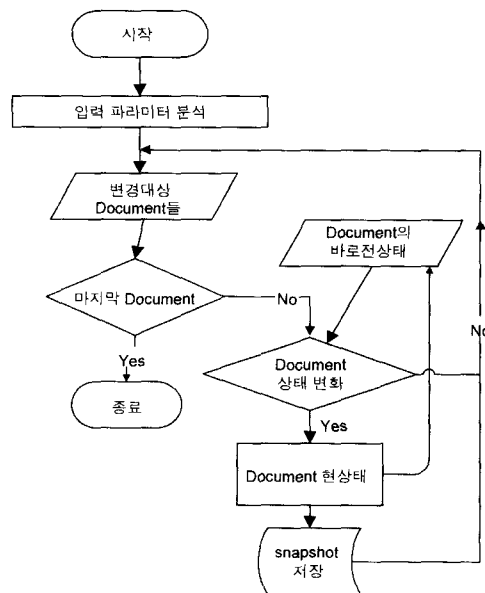 시작
입력 파라미터 분석
변경대상
Document들
Document의
바로전상태
마지막 Document
No
No
Document
상태 변화
Yes
종료
Yes
Document 현상태
snapshot
저장